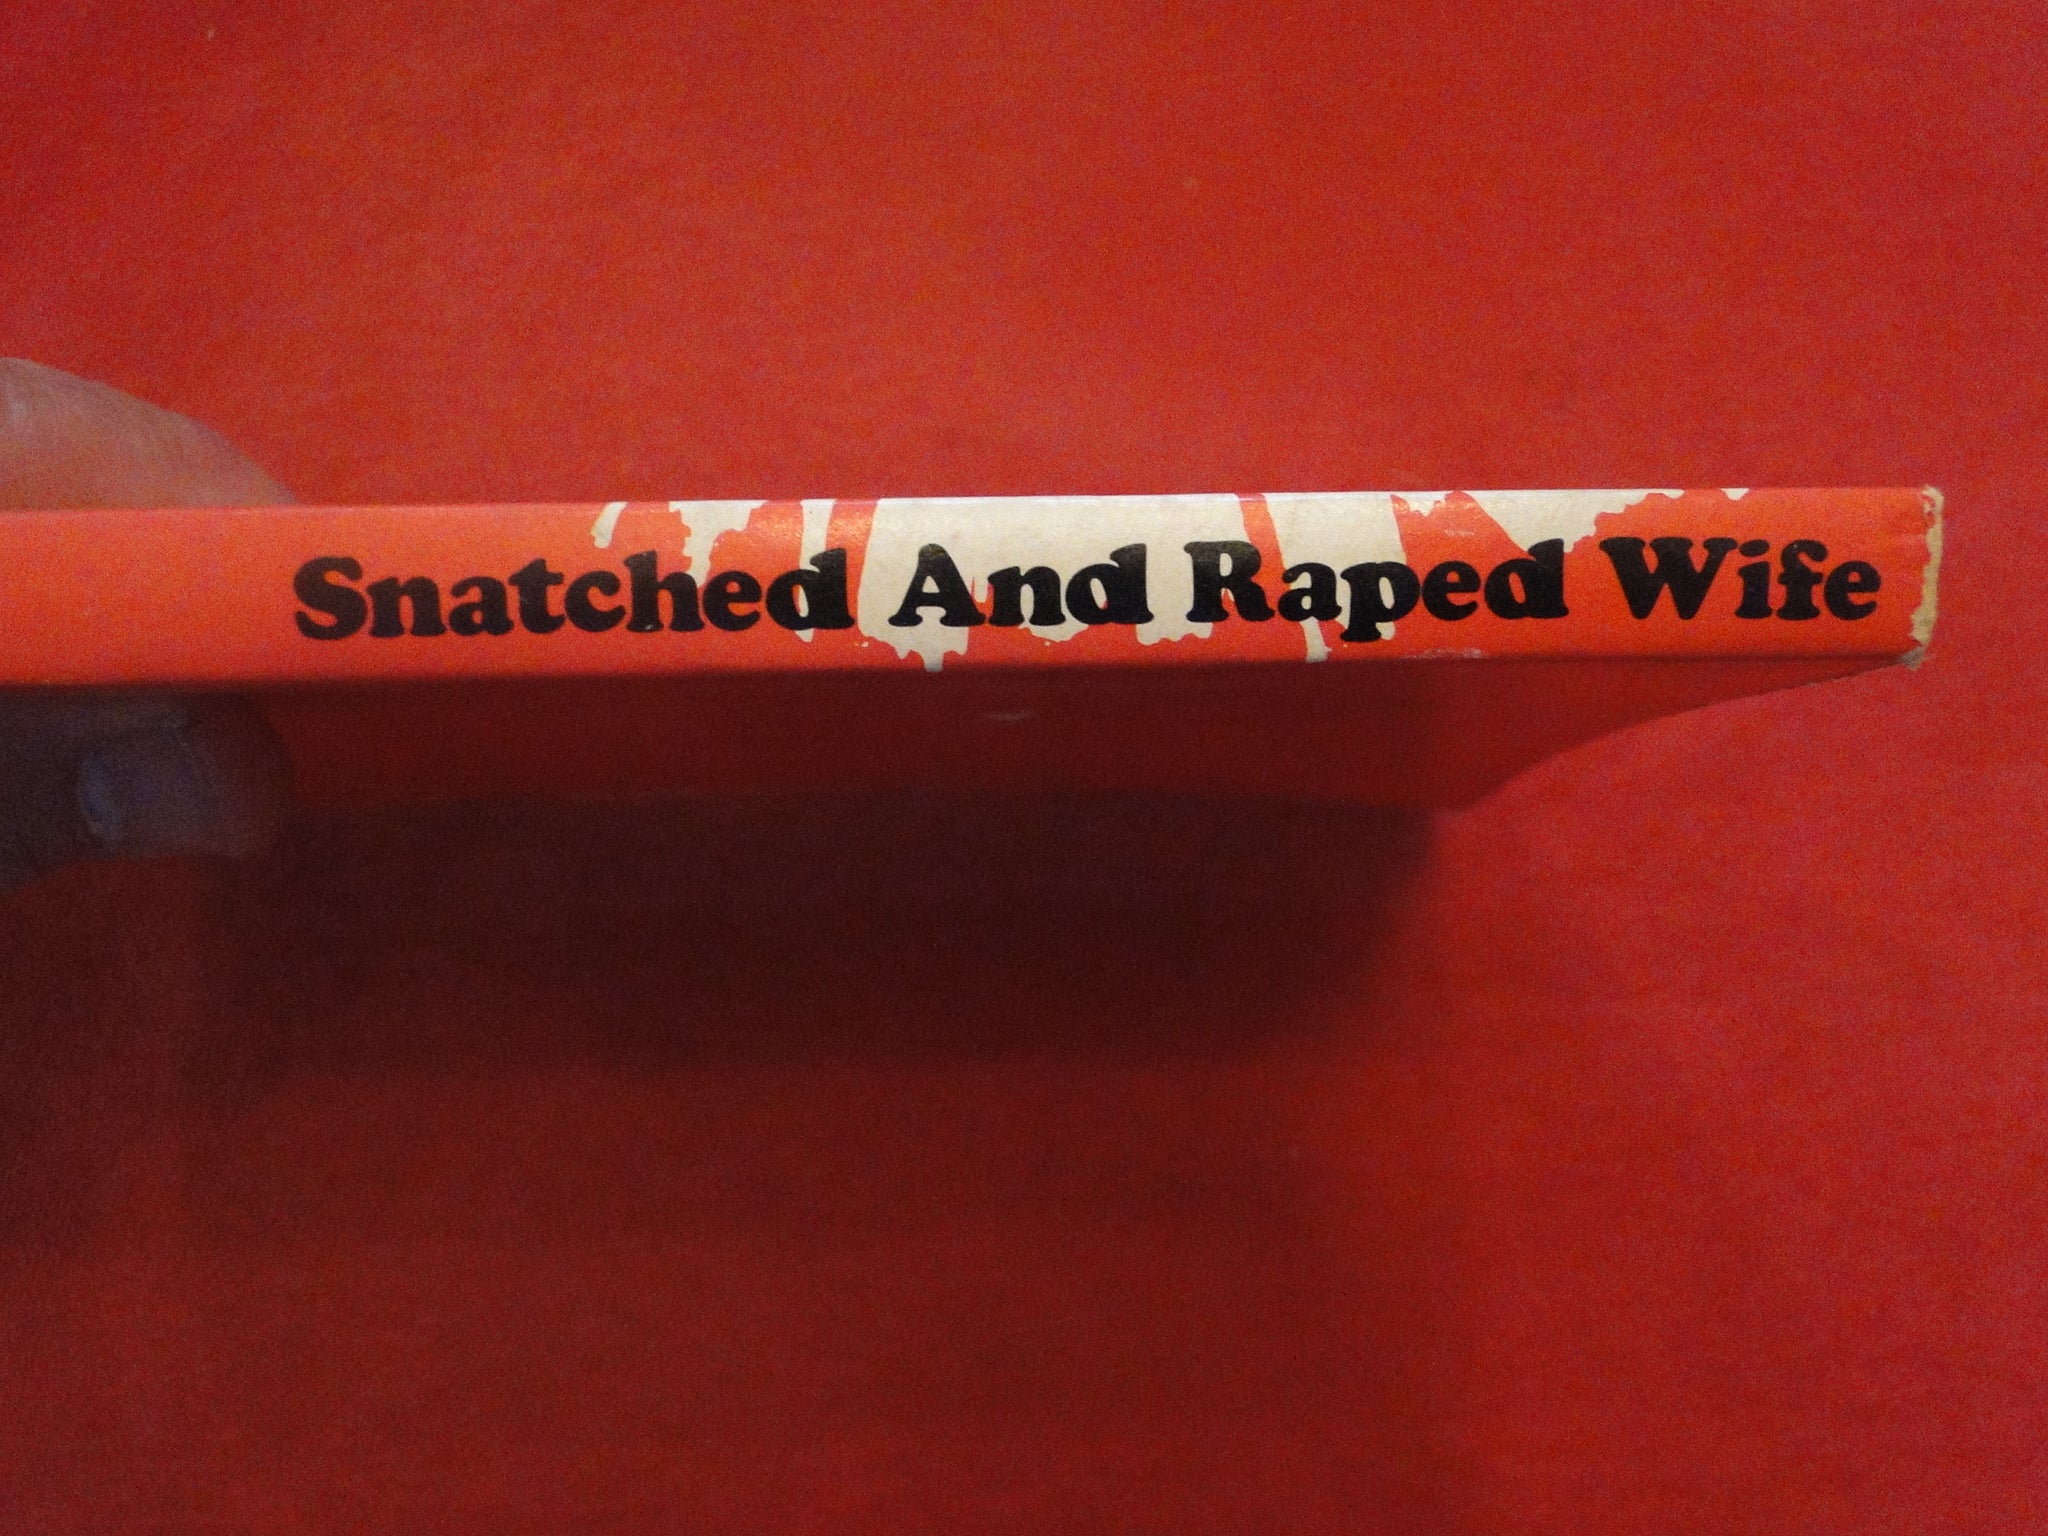 Snatched And Raped Wife